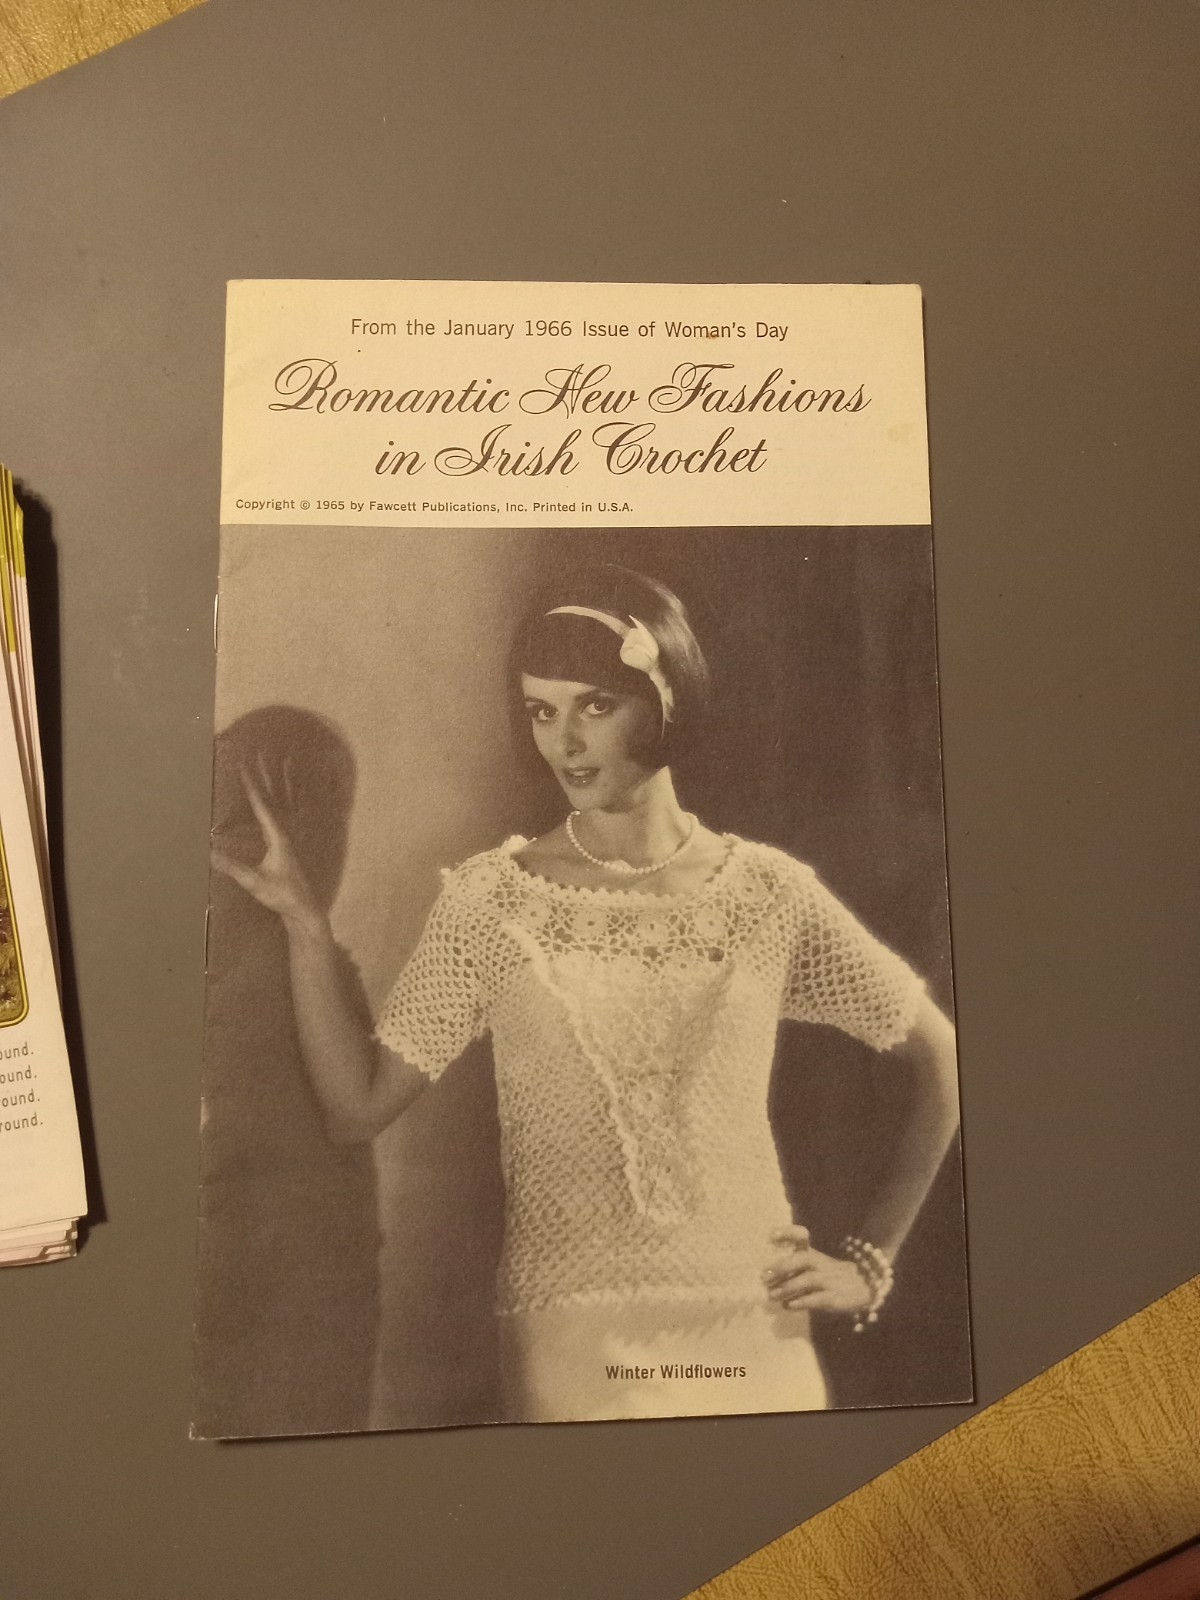 From the January 1966 Issue of Woman's Day
Romantic New Fashions
in Irish Crochet
Copyright © 1965 by Fawcett Publications, Inc. Printed in U.S.A.
Winter Wildflowers
round.